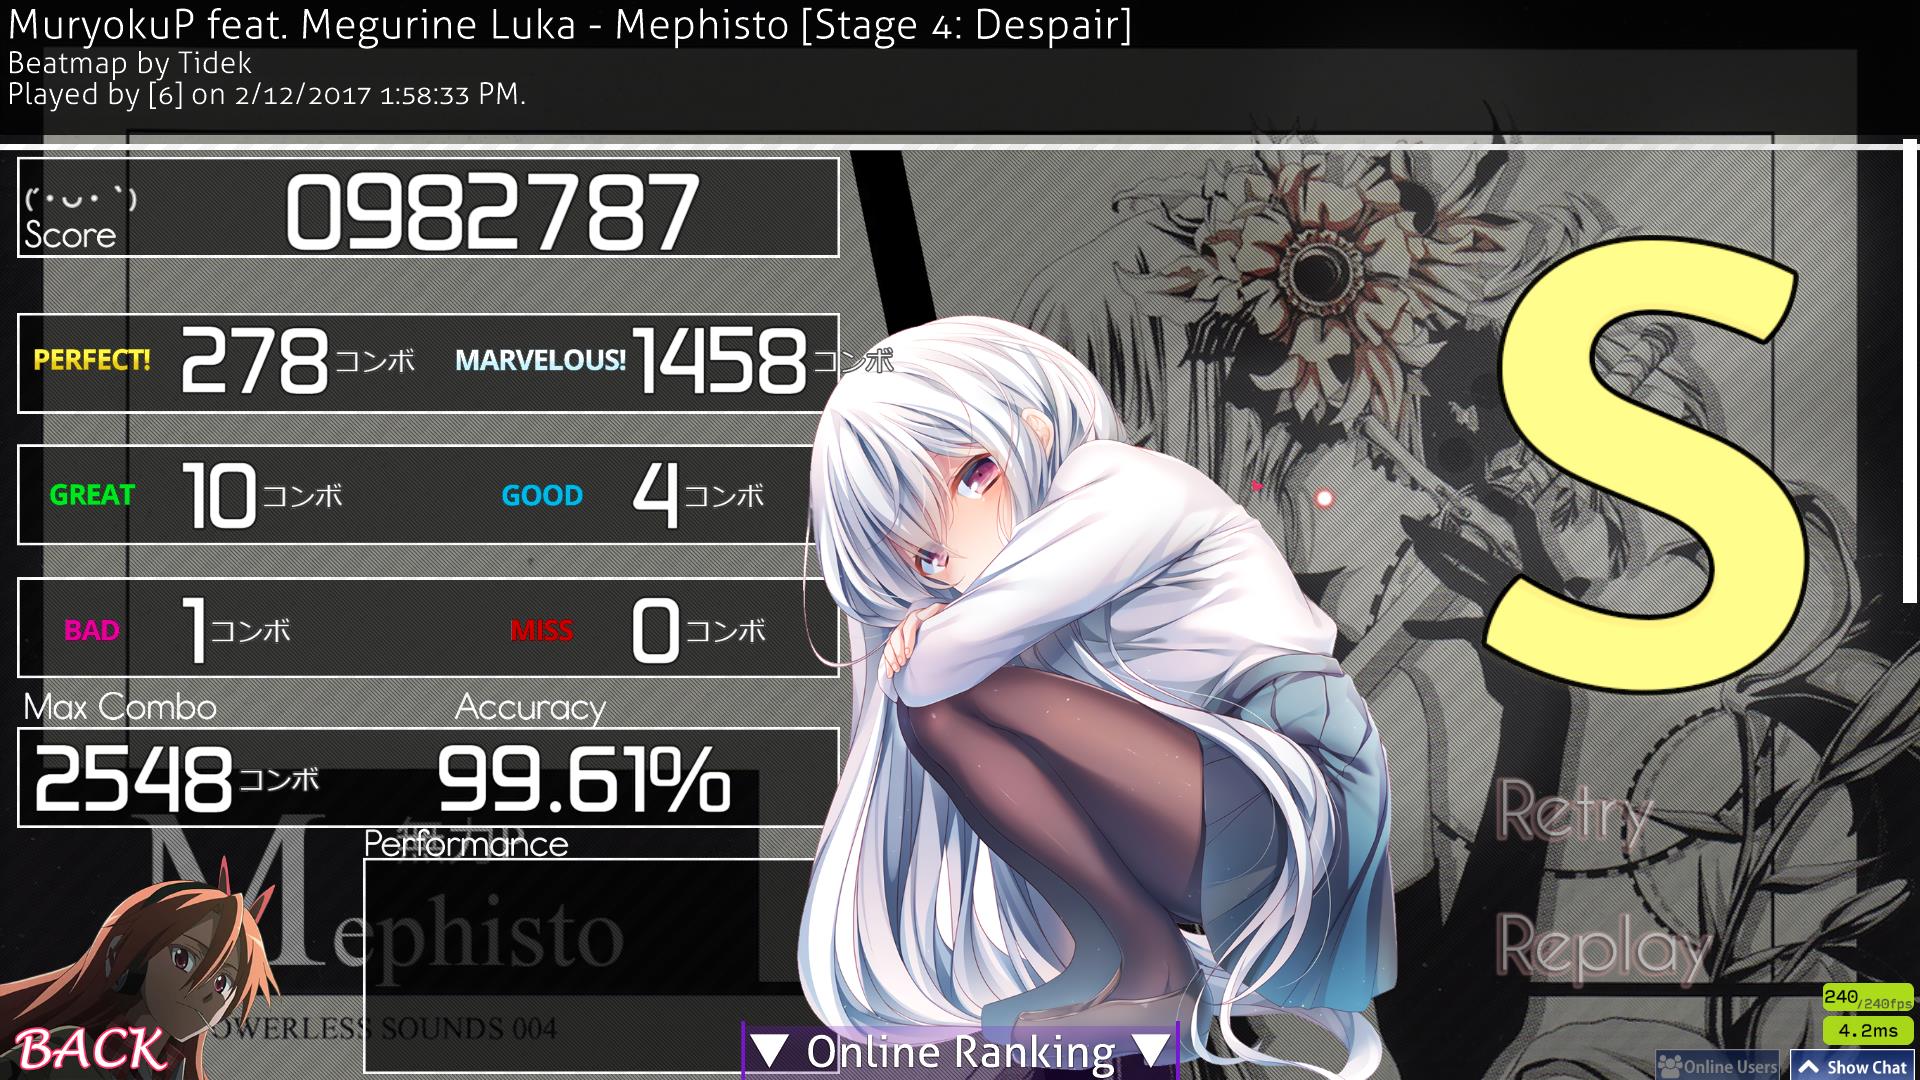 MuryokuP feat. Megurine Luka - Mephisto [Stage 4: Despair]
Beatmap by Tidek
Played by [6] on 2/12/2017 1:58:33 PM.
Score 0982787
PERFECT! 278コンボ MARVELOUS! 1458コンボ
GREAT 10コンボ GOOD 4コンボ
BAD 1コンボ MISS 0コンボ
Max Combo Accuracy
2548コンボ 99.61%
Performance
Mephisto
OWERLESS SOUNDS 004
S
Retry
Replay
BACK
▼ Online Ranking ▼
240/240fps
4.2ms
Online Users
Show Chat